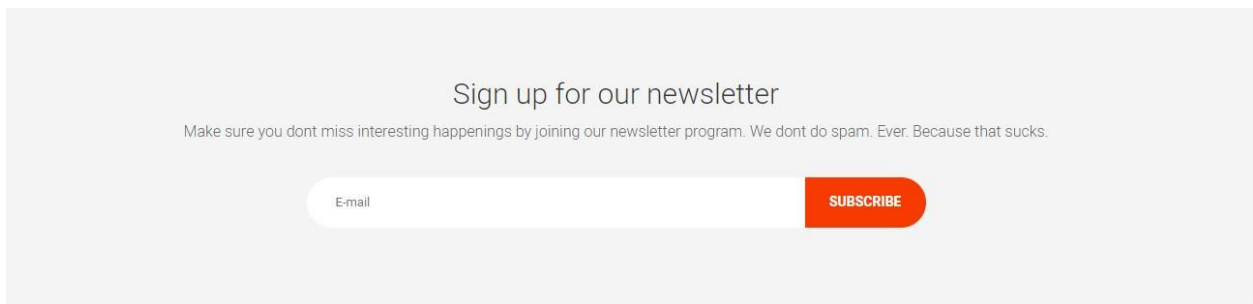 Sign up for our newsletter
Make sure you dont miss interesting happenings by joining our newsletter program. We dont do spam. Ever. Because that sucks.
E-mail
SUBSCRIBE